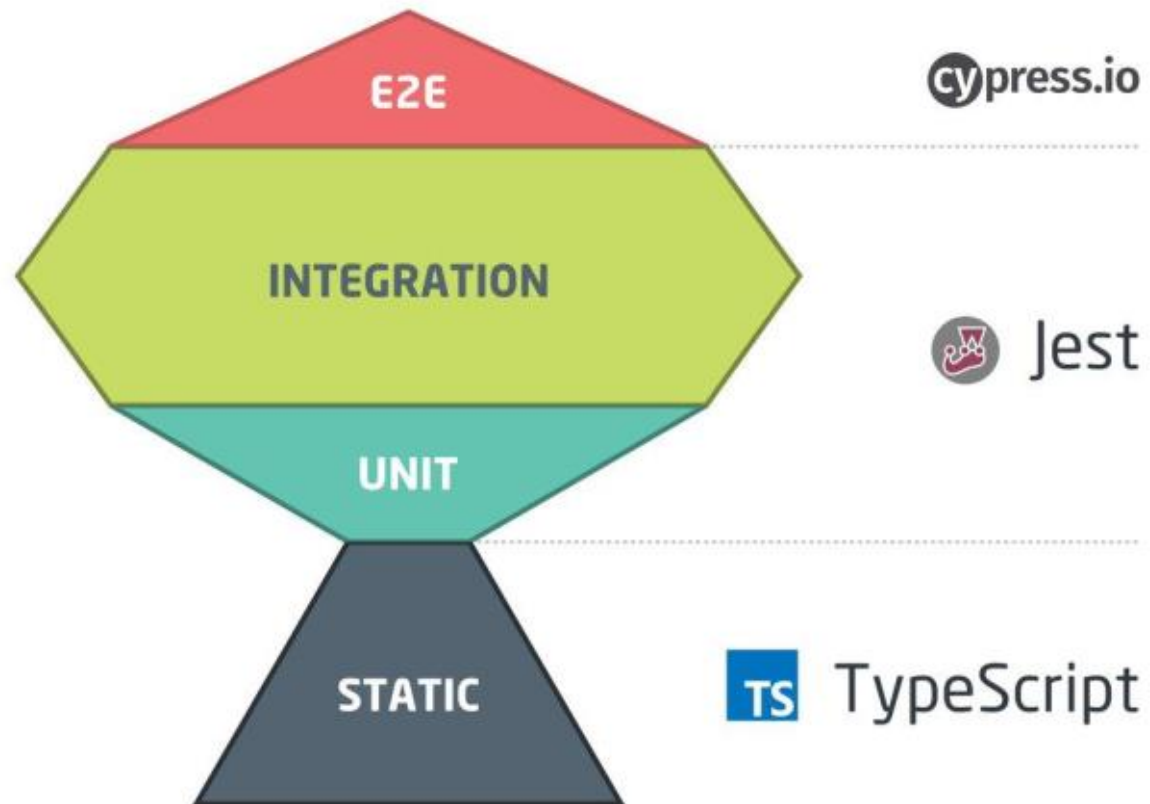 E2E
cypress.io
INTEGRATION
Jest
UNIT
STATIC
TS TypeScript